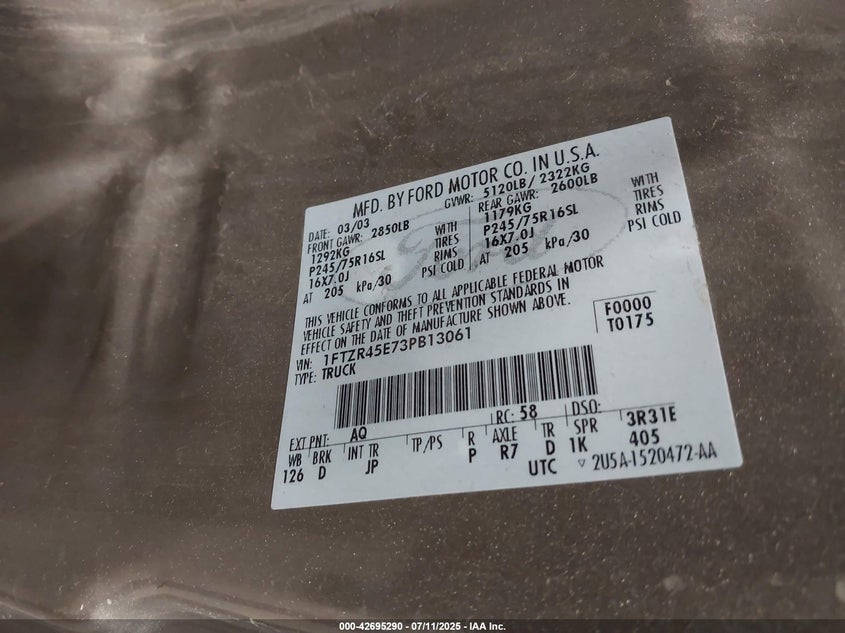 MFD. BY FORD MOTOR CO. IN U.S.A.
DATE: 03/03 GVWR: 5120LB/ 2322KG
FRONT GAWR: 2850LB REAR GAWR: 2600LB
1292KG WITH 1179KG WITH
P245/75R16SL TIRES P245/75R16SL TIRES
16X7.0J RIMS 16X7.0J RIMS
AT 205 kPa/30 PSI COLD AT 205 kPa/30 PSI COLD
Ford
THIS VEHICLE CONFORMS TO ALL APPLICABLE FEDERAL MOTOR
VEHICLE SAFETY AND THEFT PREVENTION STANDARDS IN
EFFECT ON THE DATE OF MANUFACTURE SHOWN ABOVE.
VIN: 1FTZR45E73PB13061 F0000
TYPE: TRUCK T0175
EXT PNT: AQ RC: 58 DSO:
WB BRK INT TR TP/PS R AXLE TR SPR 3R31E
126 D JP P R7 D 1K 405
UTC ▽ 2U5A-1520472-AA
000-42695290 - 07/11/2025 - IAA Inc.